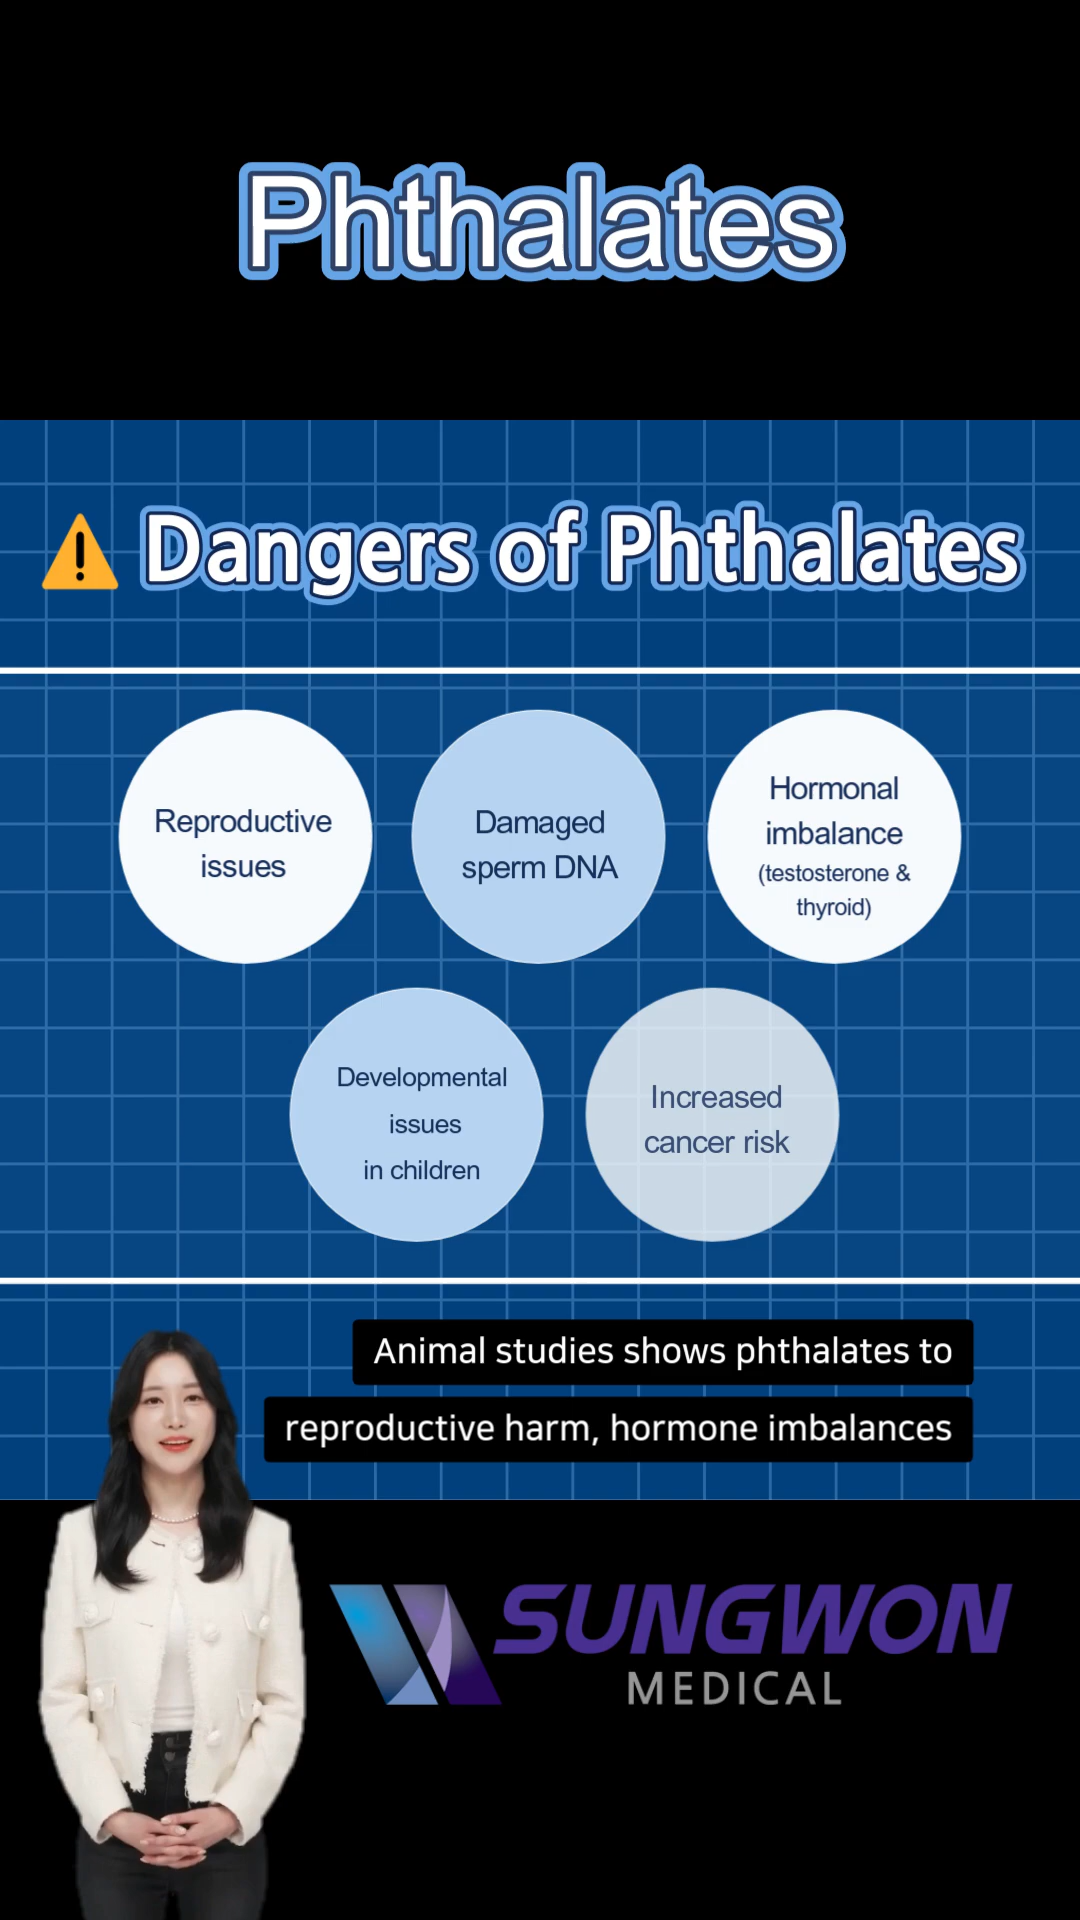 Phthalates
Dangers of Phthalates
Reproductive
issues
Damaged
sperm DNA
Hormonal
imbalance
(testosterone &
thyroid)
Developmental
issues
in children
Increased
cancer risk
Animal studies shows phthalates to
reproductive harm, hormone imbalances
SUNGWON
MEDICAL